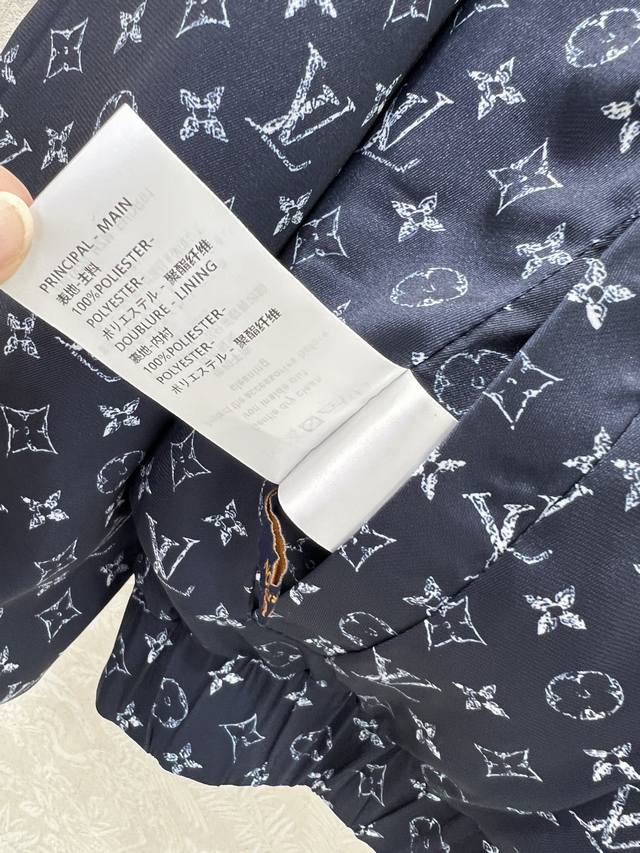 PRINCIPAL - MAIN
表地-主料
100%POLIESTER-
POLYESTER-
ポリエステル - 聚酯纤维
DOUBLURE - LINING
裏地-内衬
100%POLIESTER-
POLYESTER-
ポリエステル - 聚酯纤维